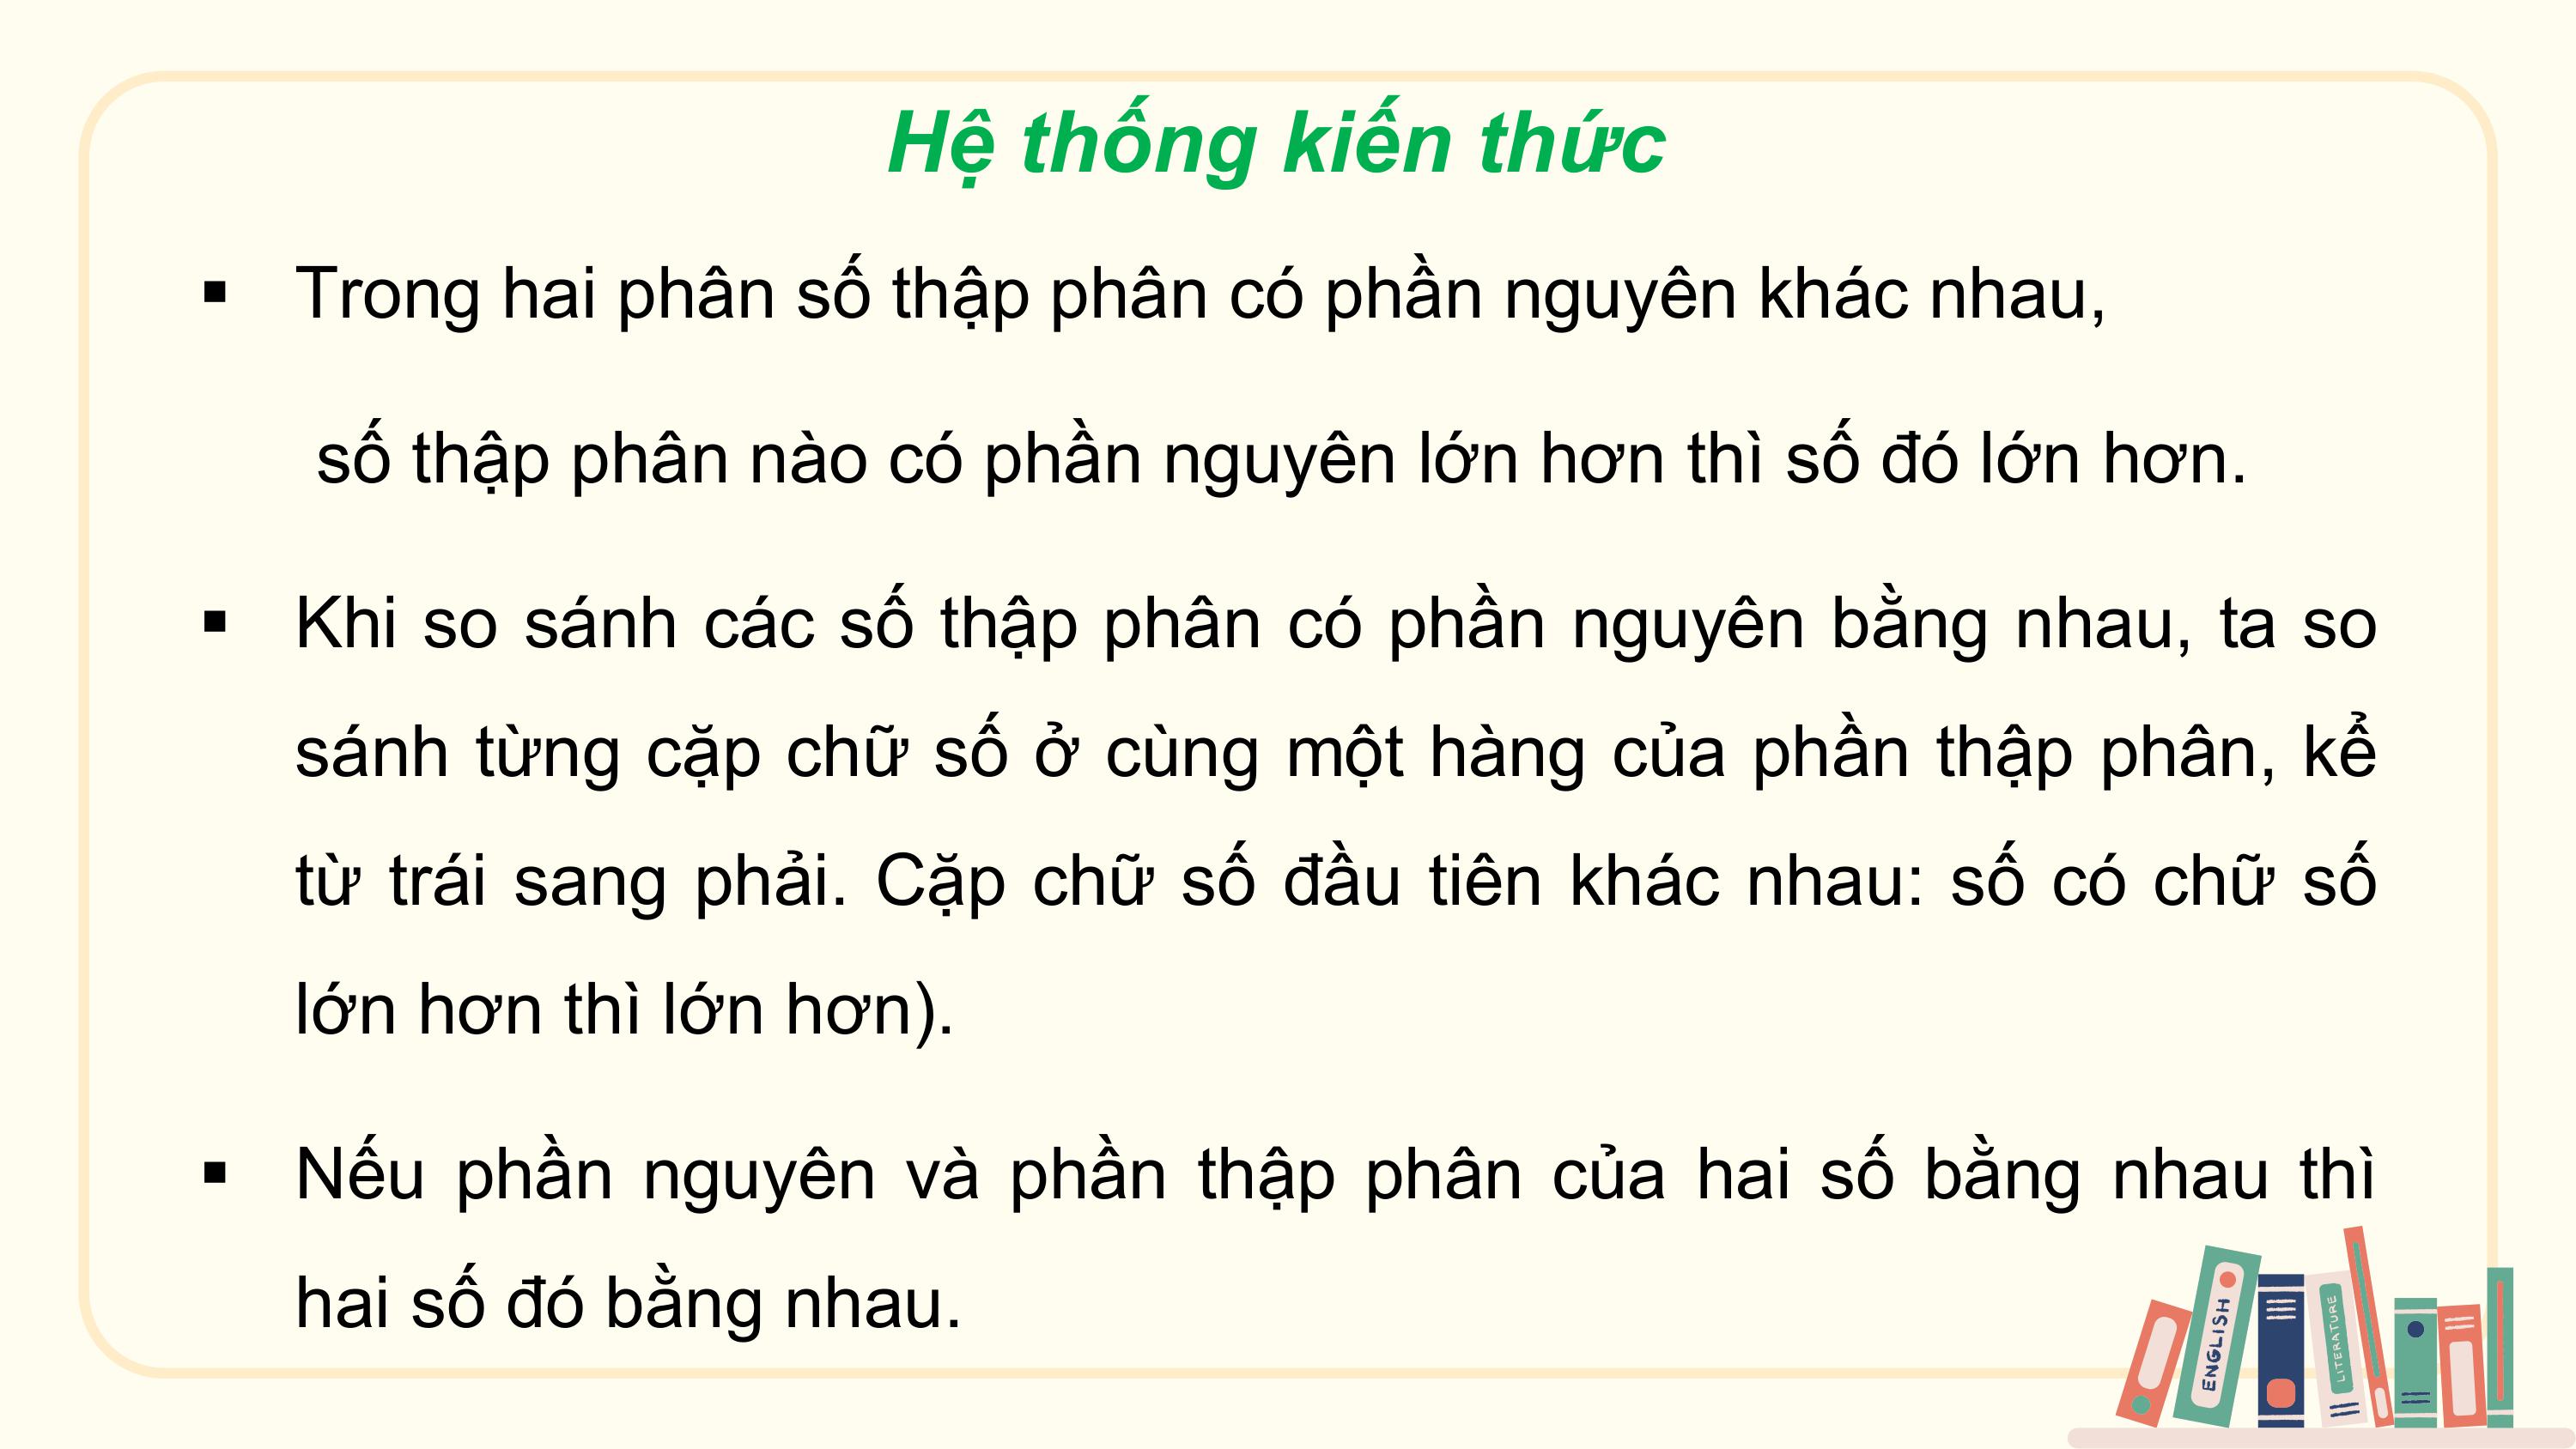 Hệ thống kiến thức
▪ Trong hai phân số thập phân có phần nguyên khác nhau,
số thập phân nào có phần nguyên lớn hơn thì số đó lớn hơn.
▪ Khi so sánh các số thập phân có phần nguyên bằng nhau, ta so
sánh từng cặp chữ số ở cùng một hàng của phần thập phân, kể
từ trái sang phải. Cặp chữ số đầu tiên khác nhau: số có chữ số
lớn hơn thì lớn hơn).
▪ Nếu phần nguyên và phần thập phân của hai số bằng nhau thì
hai số đó bằng nhau.
ENGLISH
LITERATURE